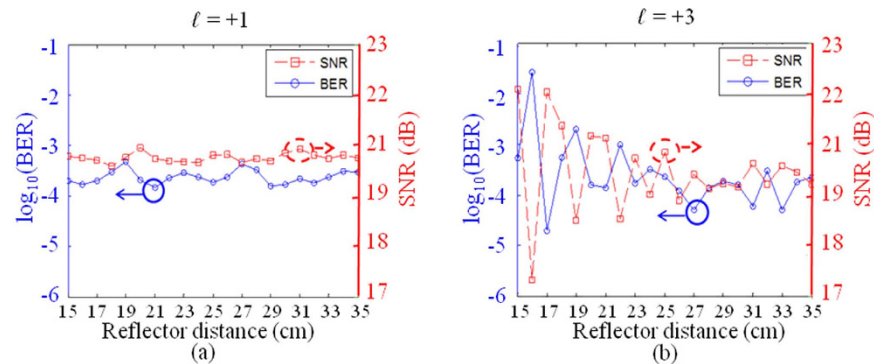 ℓ = +1
-1
-2
-3
-4
-5
-6
log10(BER)
SNR
BER
23
22
21
19
18
17
SNR (dB)
15 17 19 21 23 25 27 29 31 33 35
Reflector distance (cm)
(a)
ℓ = +3
-1
-2
-3
-4
-5
-6
log10(BER)
SNR
BER
23
22
21
19
18
17
SNR (dB)
15 17 19 21 23 25 27 29 31 33 35
Reflector distance (cm)
(b)